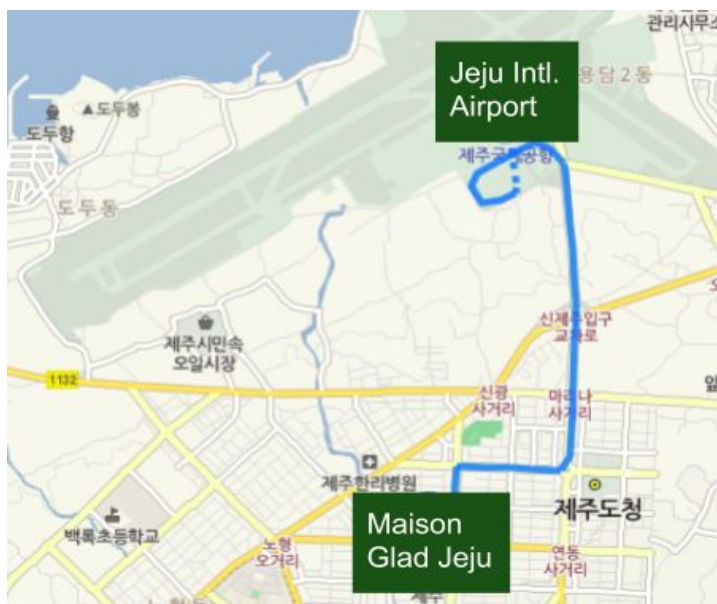 관리사무소
Jeju Intl.
Airport
용담2동
도두항
▲도두봉
도두동
제주국제공항
신제주입구
교차로
제주시민속
오일시장
1132
신광
사거리
마리나
사거리
앞
제주한라병원
제주도청
Maison
Glad Jeju
백록초등학교
노형
오거리
연동
사거리
제주